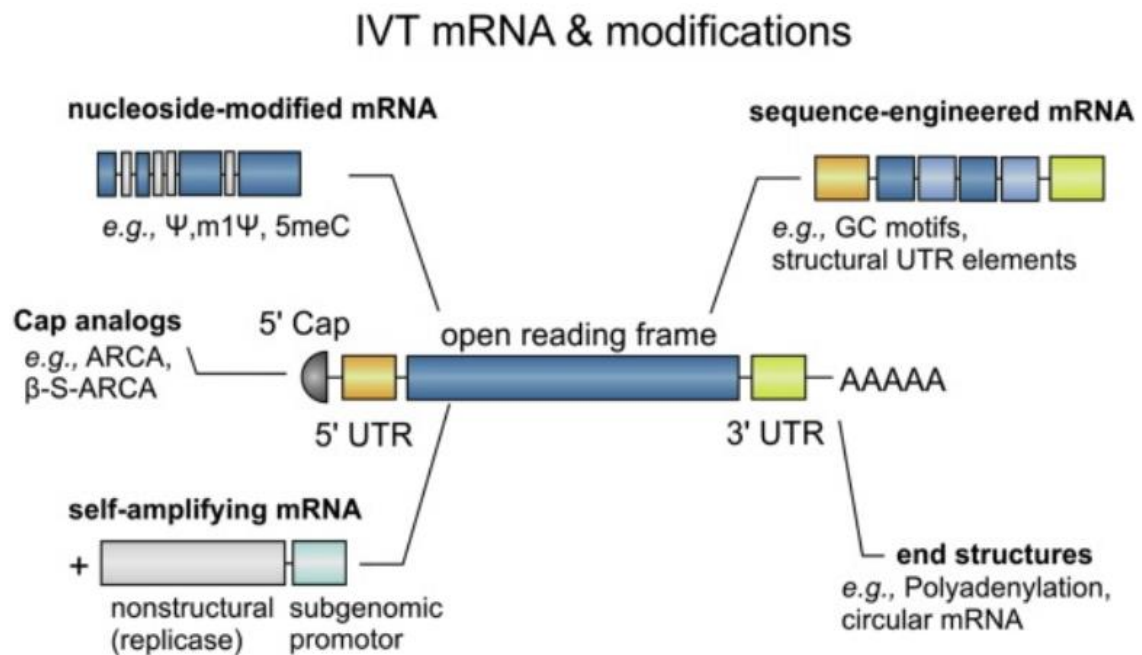 IVT mRNA & modifications
nucleoside-modified mRNA
e.g., Ψ,m1Ψ, 5meC
sequence-engineered mRNA
e.g., GC motifs,
structural UTR elements
Cap analogs
e.g., ARCA,
β-S-ARCA
5' Cap
open reading frame
AAAAA
5' UTR
3' UTR
self-amplifying mRNA
+
nonstructural
(replicase)
subgenomic
promotor
end structures
e.g., Polyadenylation,
circular mRNA